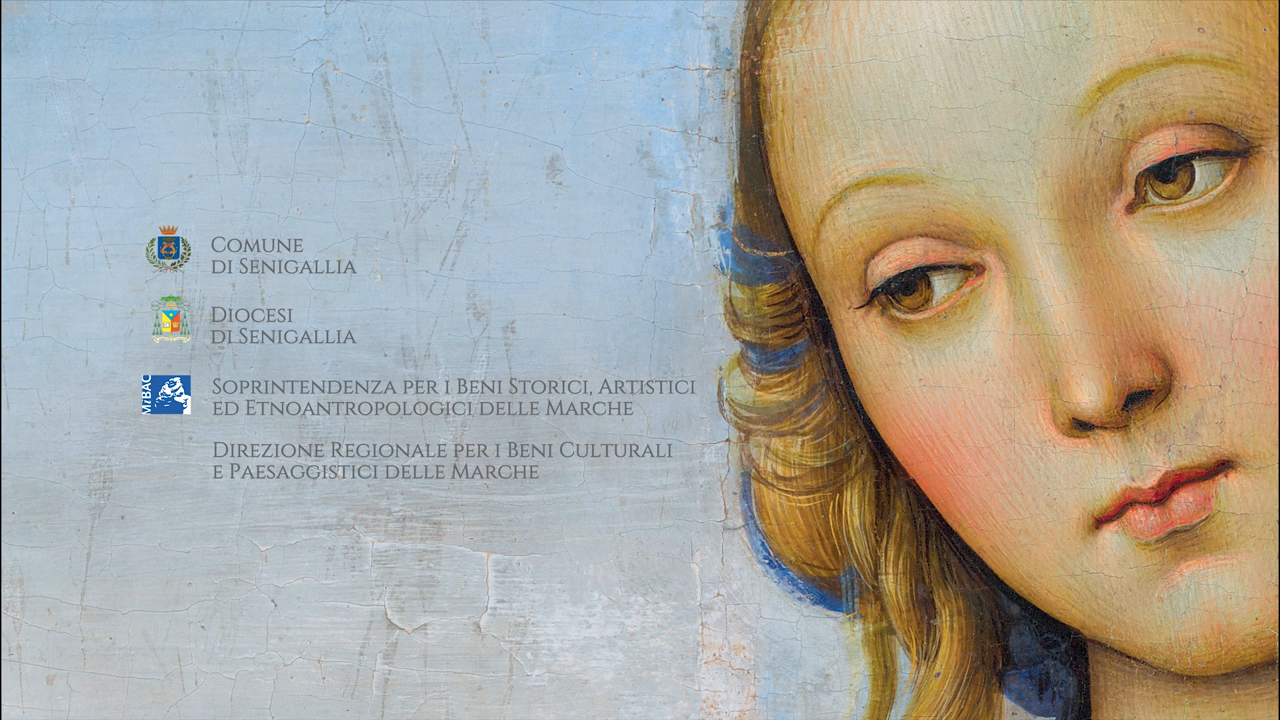 Comune
di Senigallia
Diocesi
di Senigallia
MiBAC
Soprintendenza per i Beni Storici, Artistici
ed Etnoantropologici delle Marche
Direzione Regionale per i Beni Culturali
e Paesaggistici delle Marche